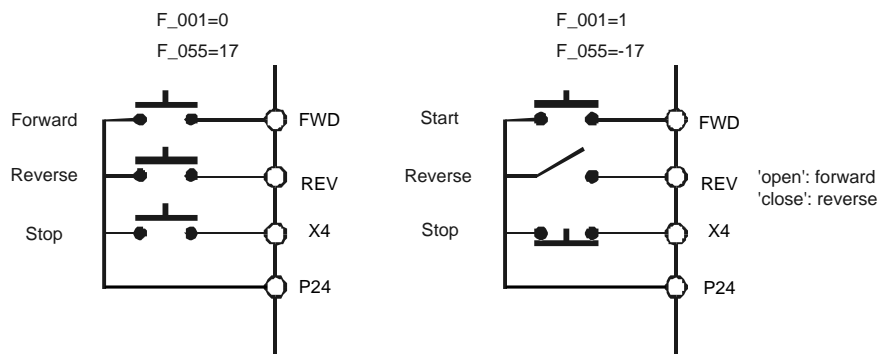 F_001=0
F_055=17
Forward
FWD
Reverse
REV
Stop
X4
P24
F_001=1
F_055=-17
Start
FWD
Reverse
REV
'open': forward
'close': reverse
Stop
X4
P24